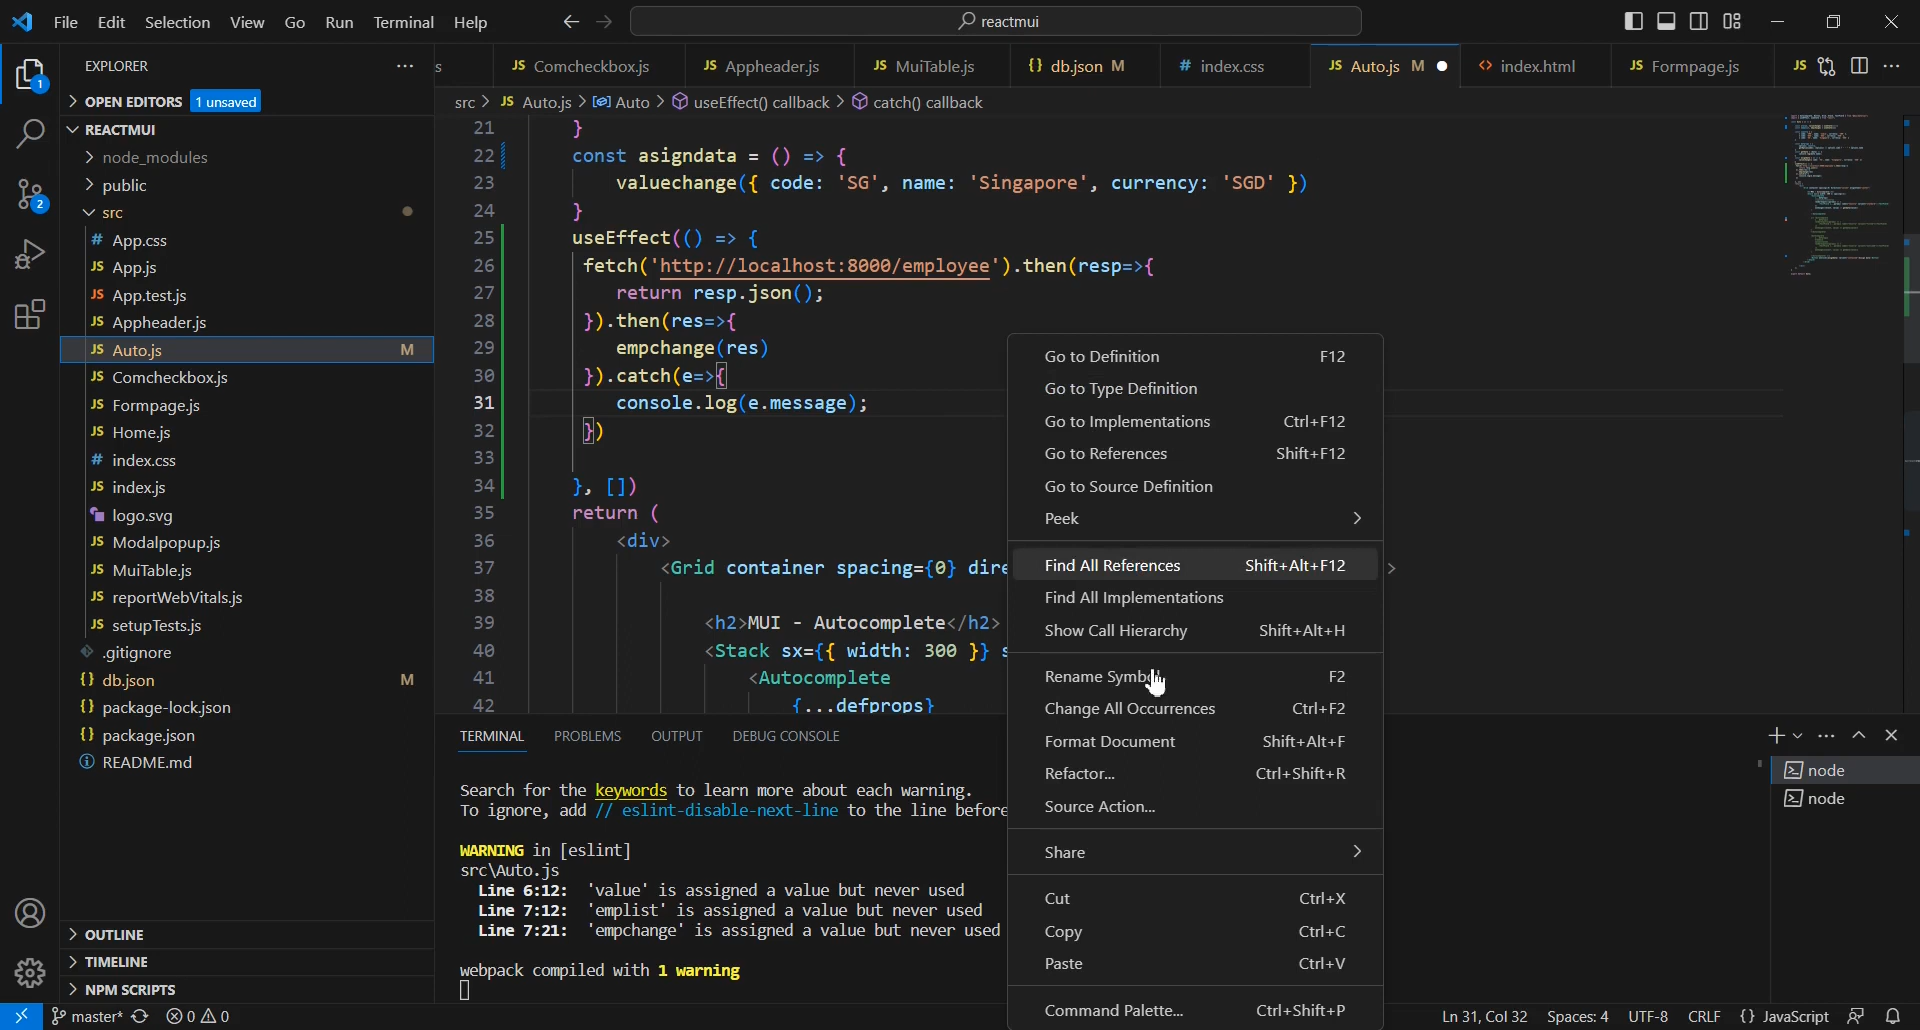 File Edit Selection View Go Run Terminal Help
reactmui
EXPLORER
OPEN EDITORS 1 unsaved
REACTMUI
node_modules
public
src
App.css
App.js
App.test.js
Appheader.js
Auto.js M
Comcheckbox.js
Formpage.js
Home.js
index.css
index.js
logo.svg
Modalpopup.js
MuiTable.js
reportWebVitals.js
setupTests.js
.gitignore
db.json M
package-lock.json
package.json
README.md
OUTLINE
TIMELINE
NPM SCRIPTS
s JS Comcheckbox.js JS Appheader.js JS MuiTable.js {} db.json M # index.css JS Auto.js M <> index.html JS Formpage.js JS
src > JS Auto.js > Auto > useEffect() callback > catch() callback
21 }
22 const asigndata = () => {
23 valuechange({ code: 'SG', name: 'Singapore', currency: 'SGD' })
24 }
25 useEffect(() => {
26 fetch('http://localhost:8000/employee').then(resp=>{
27 return resp.json();
28 }).then(res=>{
29 empchange(res)
30 }).catch(e=>{
31 console.log(e.message);
32 })
33
34 }, [])
35 return (
36 <div>
37 <Grid container spacing={0} dire
38
39 <h2>MUI - Autocomplete</h2>
40 <Stack sx={{ width: 300 }} s
41 <Autocomplete
42 {...defprops}
Go to Definition F12
Go to Type Definition
Go to Implementations Ctrl+F12
Go to References Shift+F12
Go to Source Definition
Peek
Find All References Shift+Alt+F12
Find All Implementations
Show Call Hierarchy Shift+Alt+H
Rename Symbol F2
Change All Occurrences Ctrl+F2
Format Document Shift+Alt+F
Refactor... Ctrl+Shift+R
Source Action...
Share
Cut Ctrl+X
Copy Ctrl+C
Paste Ctrl+V
Command Palette... Ctrl+Shift+P
TERMINAL PROBLEMS OUTPUT DEBUG CONSOLE
Search for the keywords to learn more about each warning.
To ignore, add // eslint-disable-next-line to the line before
WARNING in [eslint]
src\Auto.js
Line 6:12: 'value' is assigned a value but never used
Line 7:12: 'emplist' is assigned a value but never used
Line 7:21: 'empchange' is assigned a value but never used
webpack compiled with 1 warning
node
node
1
2
master* 0 0 Ln 31, Col 32 Spaces: 4 UTF-8 CRLF {} JavaScript